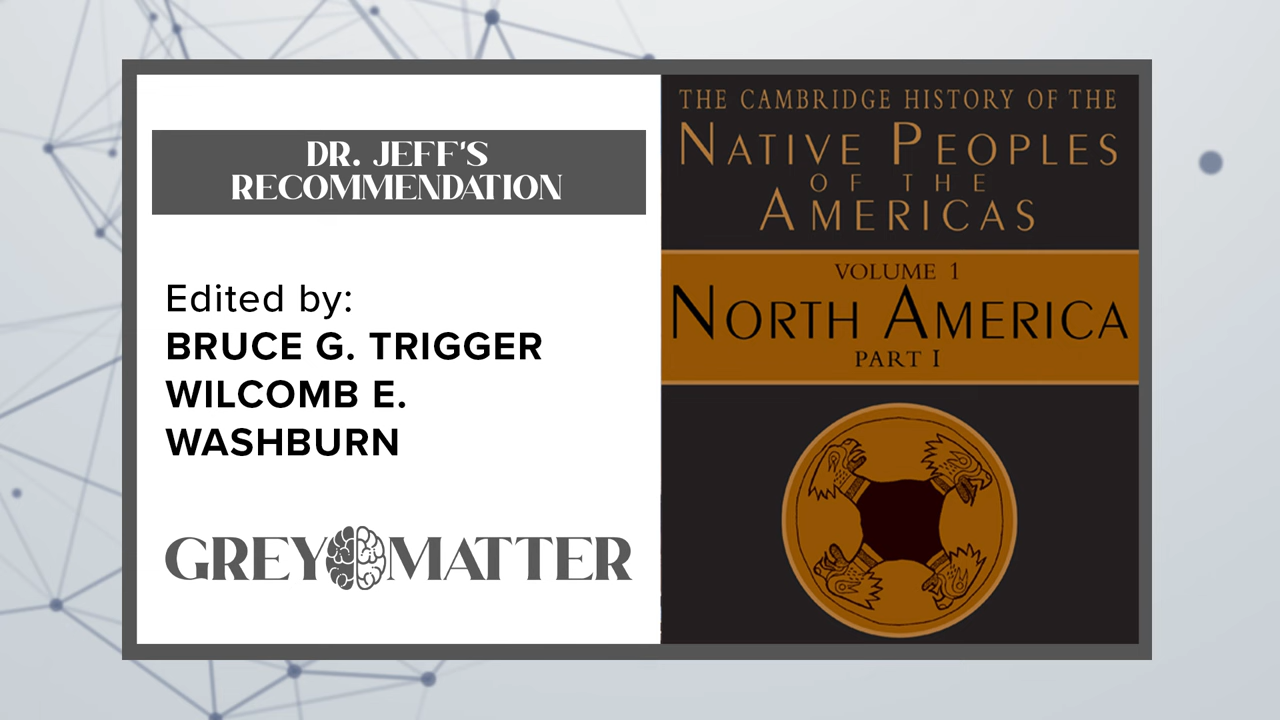 DR. JEFF'S
RECOMMENDATION
Edited by:
BRUCE G. TRIGGER
WILCOMB E.
WASHBURN
GREY MATTER
THE CAMBRIDGE HISTORY OF THE
NATIVE PEOPLES
OF THE
AMERICAS
VOLUME 1
NORTH AMERICA
PART I